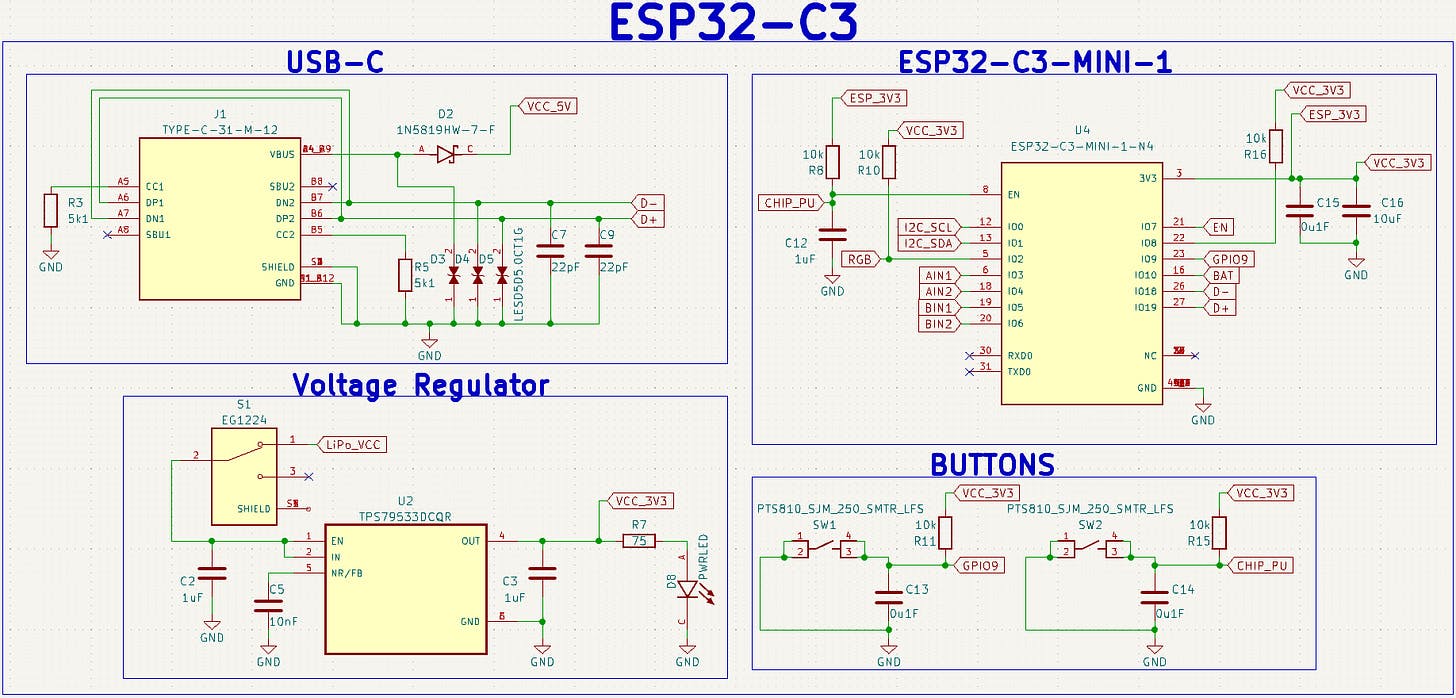 ESP32-C3
USB-C
J1
TYPE-C-31-M-12
D2
1N5819HW-7-F
VCC_5V
VBUS
A5 CC1
SBU2 B8
R3
5k1
A6 DP1
DN2 B7
D-
A7 DN1
DP2 B6
D+
A8 SBU1
CC2 B5
C7
22pF
C9
22pF
GND
SHIELD
GND
R5
5k1
D3 D4 D5
2 2 2
1 1 1
LESD5D5.0CT1G
GND
ESP32-C3-MINI-1
ESP_3V3
VCC_3V3
VCC_3V3
ESP_3V3
VCC_3V3
10k
R8
10k
R10
10k
R16
U4
ESP32-C3-MINI-1-N4
CHIP_PU
C12
1uF
GND
8 EN
3V3 3
C15
0u1F
C16
10uF
GND
I2C_SCL 12 IO0
IO7 21 EN
I2C_SDA 13 IO1
IO8 22
RGB 5 IO2
IO9 23 GPIO9
AIN1 6 IO3
IO10 16 BAT
AIN2 18 IO4
IO18 26 D-
BIN1 19 IO5
IO19 27 D+
BIN2 20 IO6
30 RXD0
NC
31 TXD0
GND
GND
Voltage Regulator
S1
EG1224
1 LiPo_VCC
2
3
SHIELD
U2
TPS79533DCQR
VCC_3V3
1 EN
OUT 4
R7
75
2 IN
5 NR/FB
C2
1uF
GND
C5
10nF
GND
GND 6
C3
1uF
GND
A
D8
PWRLED
C
GND
BUTTONS
PTS810_SJM_250_SMTR_LFS
SW1
1 4
2 3
VCC_3V3
10k
R11
GPIO9
C13
0u1F
GND
PTS810_SJM_250_SMTR_LFS
SW2
1 4
2 3
VCC_3V3
10k
R15
CHIP_PU
C14
0u1F
GND